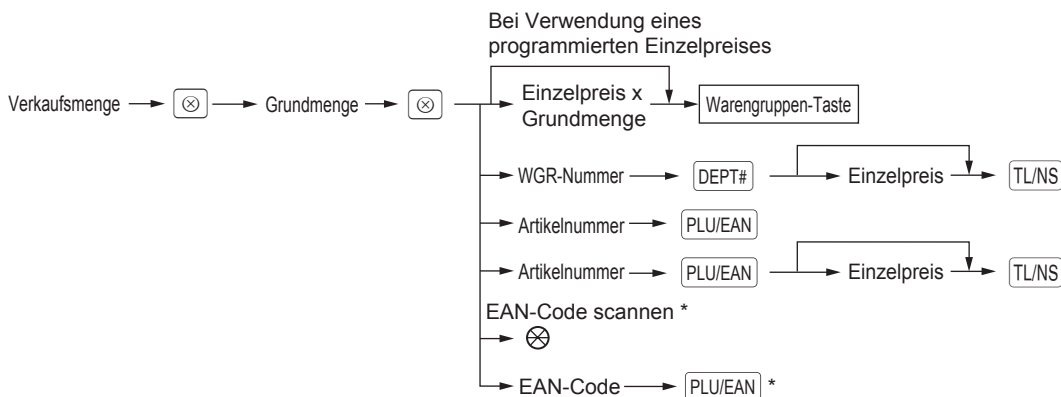 Bei Verwendung eines
programmierten Einzelpreises
Verkaufsmenge ⊗ Grundmenge ⊗ Einzelpreis x
Grundmenge Warengruppen-Taste
WGR-Nummer DEPT# Einzelpreis TL/NS
Artikelnummer PLU/EAN
Artikelnummer PLU/EAN Einzelpreis TL/NS
EAN-Code scannen *
EAN-Code PLU/EAN *